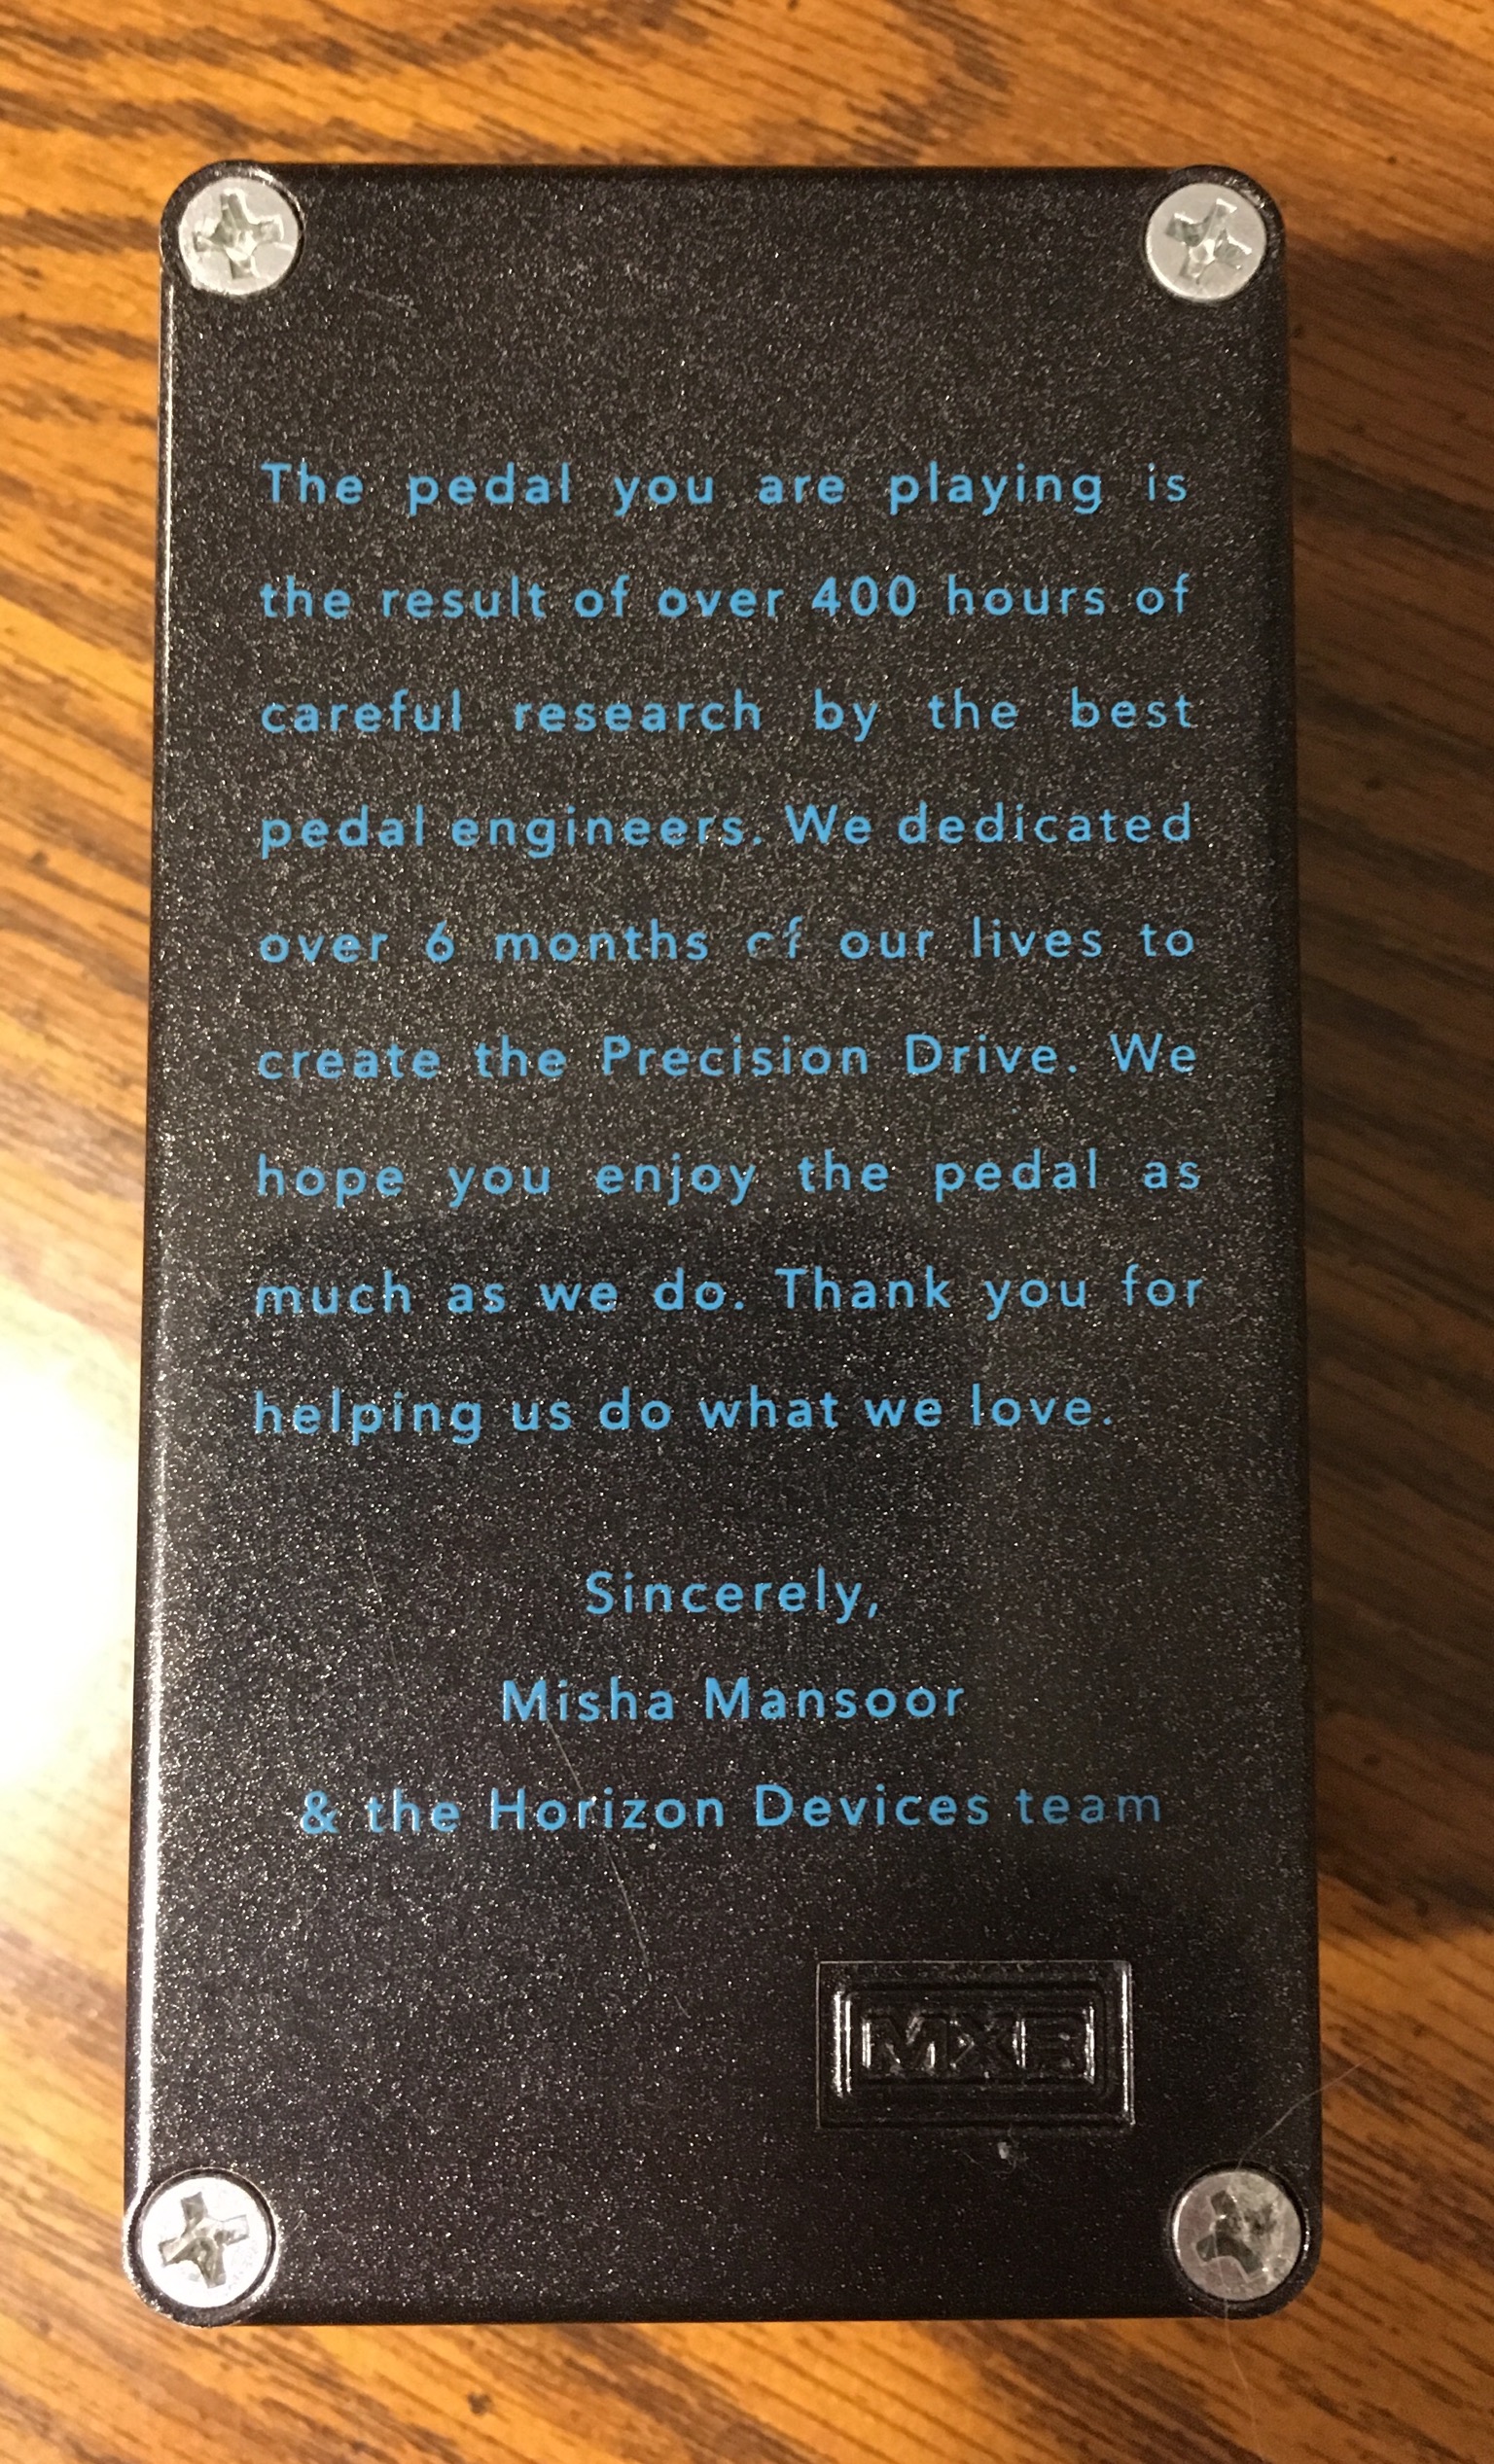 The pedal you are playing is
the result of over 400 hours of
careful research by the best
pedal engineers. We dedicated
over 6 months of our lives to
create the Precision Drive. We
hope you enjoy the pedal as
much as we do. Thank you for
helping us do what we love.
Sincerely,
Misha Mansoor
& the Horizon Devices team
MXR